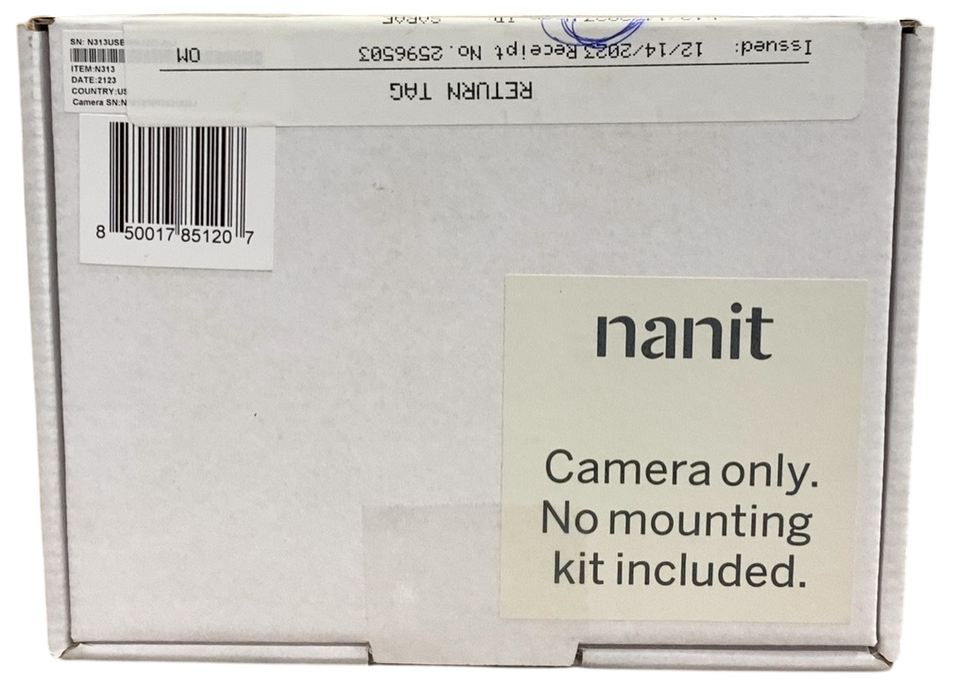 SN: N313USE
ITEM:N313
DATE:2123
COUNTRY:US
Camera SN:N
RETURN TAG
Issued: 12/14/2023 Receipt No. 2596503 OM
8 50017 85120 7
nanit
Camera only.
No mounting
kit included.